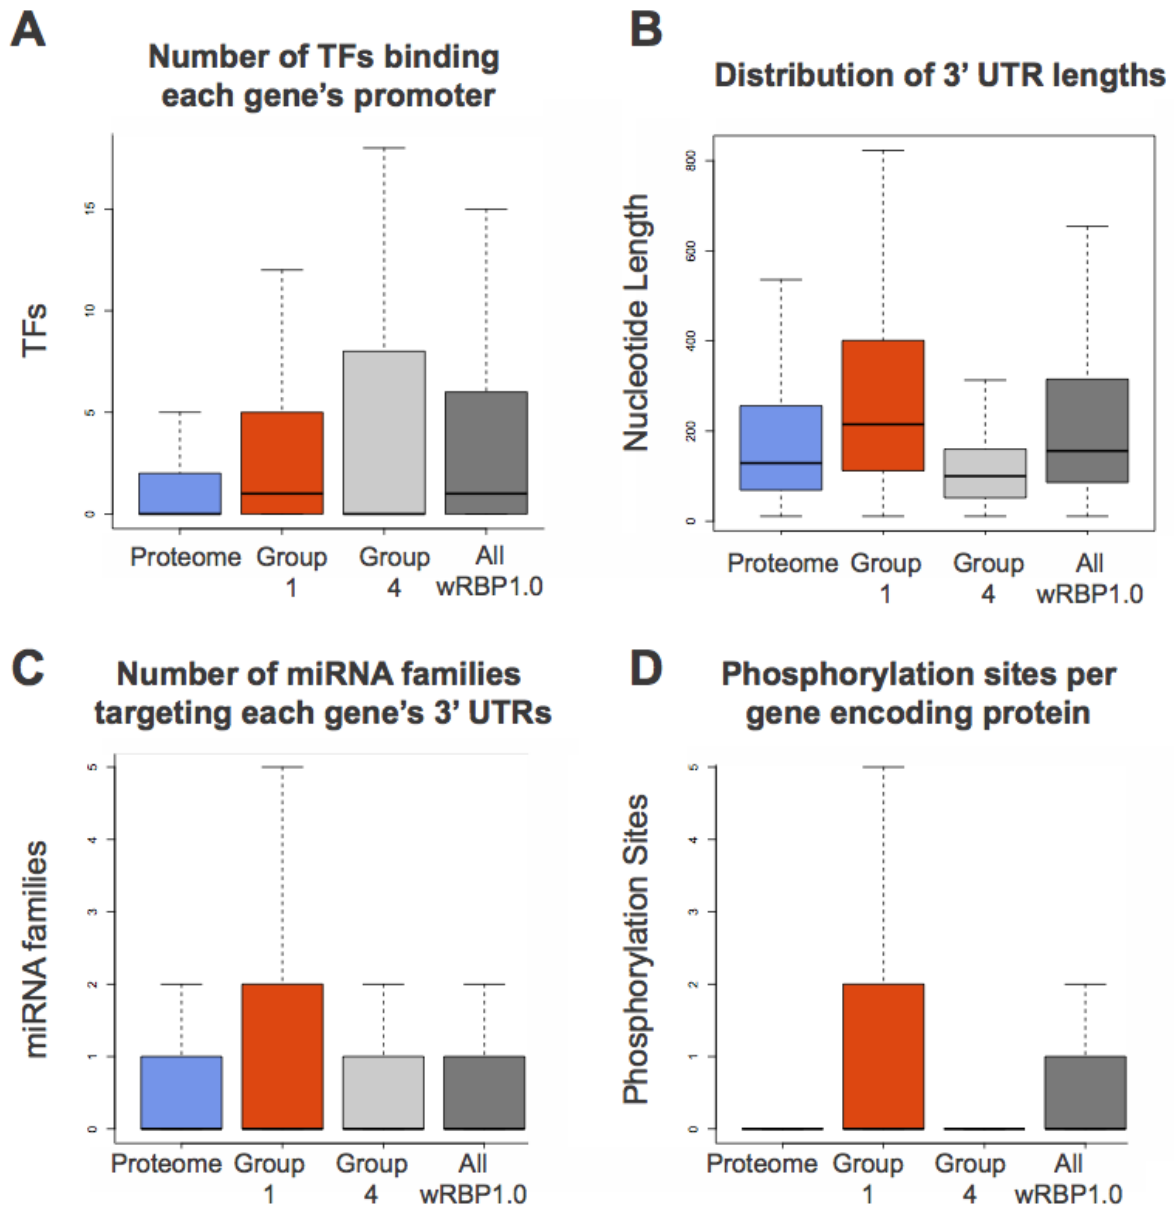 A
Number of TFs binding
each gene’s promoter
TFs
15
10
5
0
Proteome Group Group All
1 4 wRBP1.0
B
Distribution of 3’ UTR lengths
Nucleotide Length
800
600
400
200
0
Proteome Group Group All
1 4 wRBP1.0
C
Number of miRNA families
targeting each gene’s 3’ UTRs
miRNA families
5
4
3
2
1
0
Proteome Group Group All
1 4 wRBP1.0
D
Phosphorylation sites per
gene encoding protein
Phosphorylation Sites
5
4
3
2
1
0
Proteome Group Group All
1 4 wRBP1.0